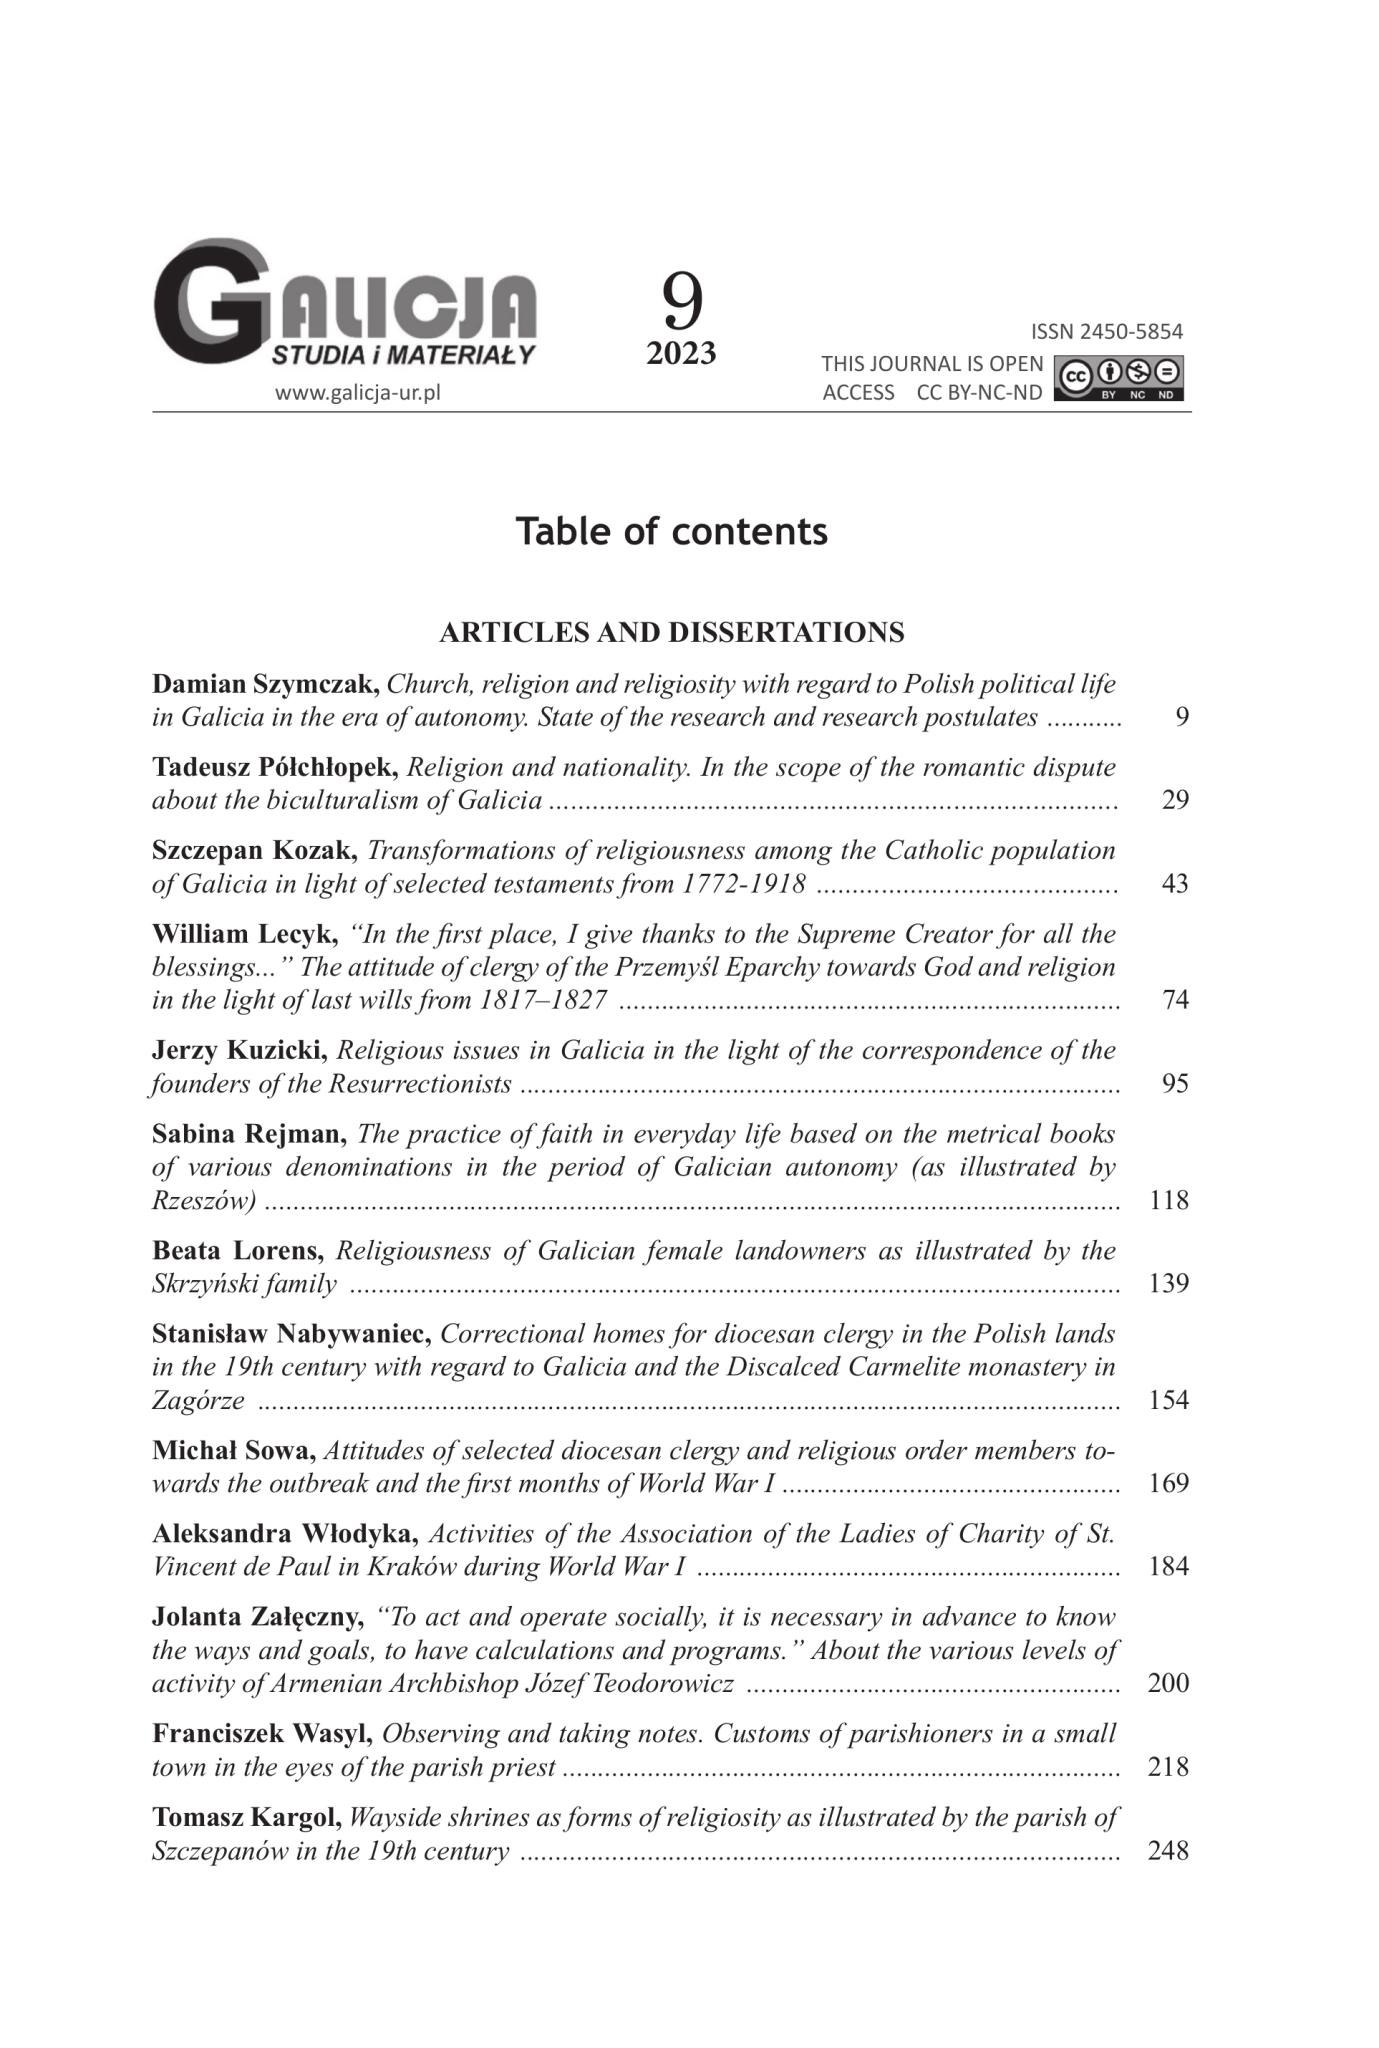 GALICJA
STUDIA i MATERIAŁY
www.galicja-ur.pl
9
2023
ISSN 2450-5854
THIS JOURNAL IS OPEN
ACCESS CC BY-NC-ND
cc BY NC ND
Table of contents
ARTICLES AND DISSERTATIONS
Damian Szymczak, Church, religion and religiosity with regard to Polish political life
in Galicia in the era of autonomy. State of the research and research postulates ........... 9
Tadeusz Półchłopek, Religion and nationality. In the scope of the romantic dispute
about the biculturalism of Galicia ................................................................................ 29
Szczepan Kozak, Transformations of religiousness among the Catholic population
of Galicia in light of selected testaments from 1772-1918 ........................................... 43
William Lecyk, “In the first place, I give thanks to the Supreme Creator for all the
blessings...” The attitude of clergy of the Przemyśl Eparchy towards God and religion
in the light of last wills from 1817–1827 ....................................................................... 74
Jerzy Kuzicki, Religious issues in Galicia in the light of the correspondence of the
founders of the Resurrectionists ..................................................................................... 95
Sabina Rejman, The practice of faith in everyday life based on the metrical books
of various denominations in the period of Galician autonomy (as illustrated by
Rzeszów) ......................................................................................................................... 118
Beata Lorens, Religiousness of Galician female landowners as illustrated by the
Skrzyński family ............................................................................................................. 139
Stanisław Nabywaniec, Correctional homes for diocesan clergy in the Polish lands
in the 19th century with regard to Galicia and the Discalced Carmelite monastery in
Zagórze .......................................................................................................................... 154
Michał Sowa, Attitudes of selected diocesan clergy and religious order members to-
wards the outbreak and the first months of World War I ................................................ 169
Aleksandra Włodyka, Activities of the Association of the Ladies of Charity of St.
Vincent de Paul in Kraków during World War I ............................................................ 184
Jolanta Załęczny, “To act and operate socially, it is necessary in advance to know
the ways and goals, to have calculations and programs.” About the various levels of
activity of Armenian Archbishop Józef Teodorowicz ..................................................... 200
Franciszek Wasyl, Observing and taking notes. Customs of parishioners in a small
town in the eyes of the parish priest ............................................................................... 218
Tomasz Kargol, Wayside shrines as forms of religiosity as illustrated by the parish of
Szczepanów in the 19th century ..................................................................................... 248